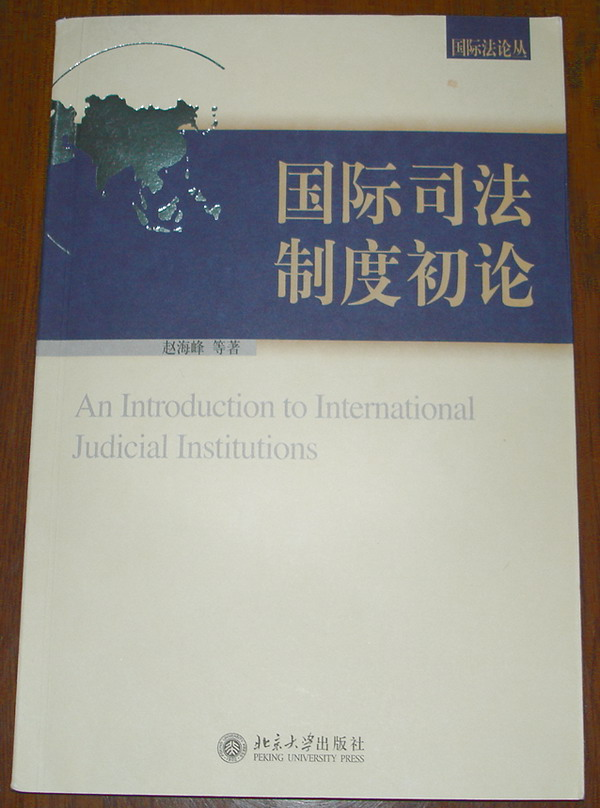 国际法论丛
国际司法
制度初论
赵海峰 等著
An Introduction to International
Judicial Institutions
北京大学出版社
PEKING UNIVERSITY PRESS